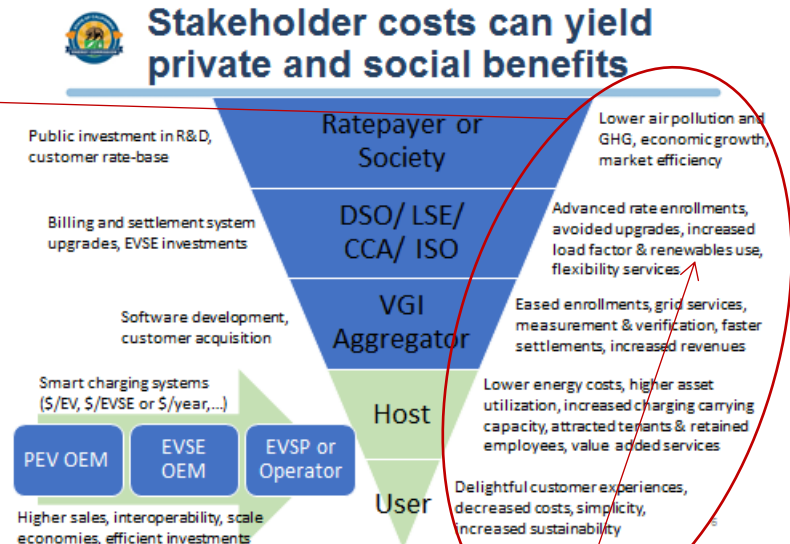 Stakeholder costs can yield
private and social benefits
Public investment in R&D,
customer rate-base
Ratepayer or
Society
Lower air pollution and
GHG, economic growth,
market efficiency
Billing and settlement system
upgrades, EVSE investments
DSO/ LSE/
CCA/ ISO
Advanced rate enrollments,
avoided upgrades, increased
load factor & renewables use,
flexibility services
Software development,
customer acquisition
VGI
Aggregator
Eased enrollments, grid services,
measurement & verification, faster
settlements, increased revenues
Smart charging systems
($/EV, $/EVSE or $/year,...)
Host
Lower energy costs, higher asset
utilization, increased charging carrying
capacity, attracted tenants & retained
employees, value added services
PEV OEM
EVSE
OEM
EVSP or
Operator
User
Delightful customer experiences,
decreased costs, simplicity,
increased sustainability
Higher sales, interoperability, scale
economies, efficient investments